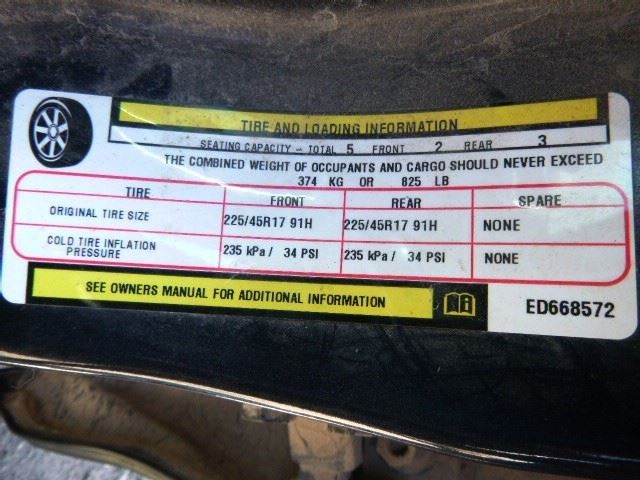 TIRE AND LOADING INFORMATION
SEATING CAPACITY - TOTAL 5 FRONT 2 REAR 3
THE COMBINED WEIGHT OF OCCUPANTS AND CARGO SHOULD NEVER EXCEED
374 KG OR 825 LB
TIRE FRONT REAR SPARE
ORIGINAL TIRE SIZE 225/45R17 91H 225/45R17 91H NONE
COLD TIRE INFLATION PRESSURE 235 kPa / 34 PSI 235 kPa / 34 PSI NONE
SEE OWNERS MANUAL FOR ADDITIONAL INFORMATION
ED668572